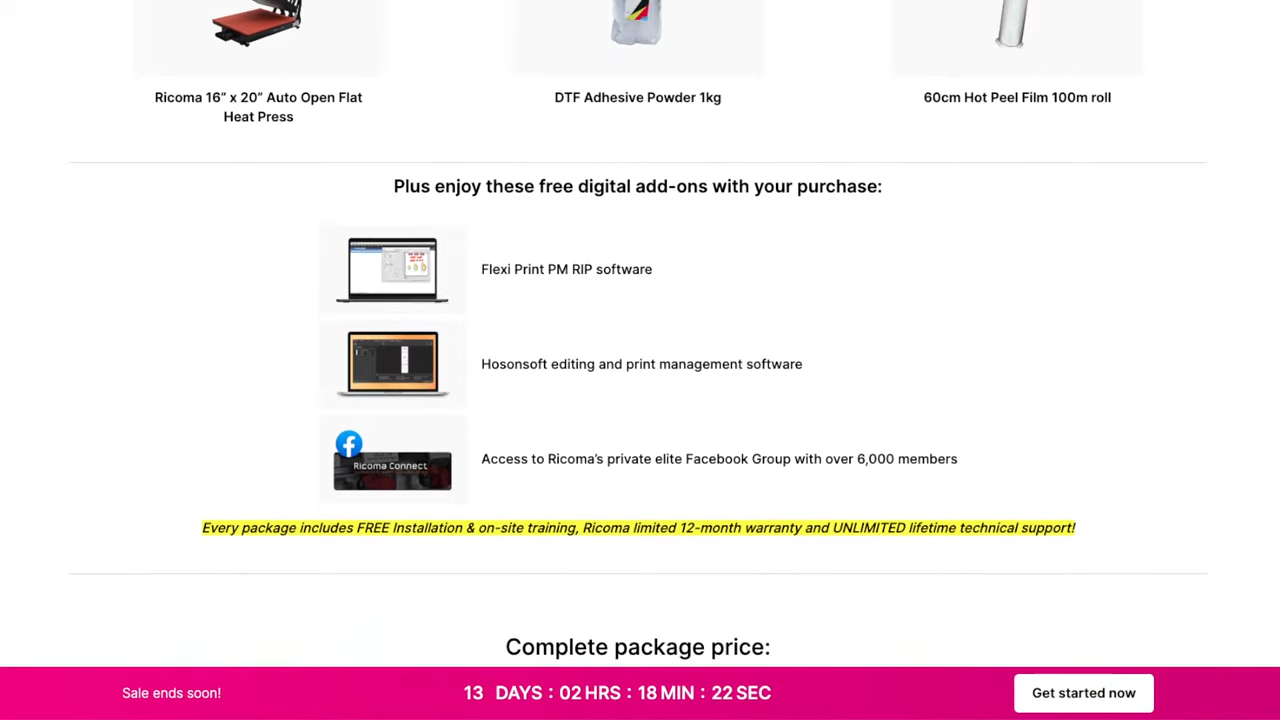 Ricoma 16” x 20” Auto Open Flat
Heat Press
DTF Adhesive Powder 1kg
60cm Hot Peel Film 100m roll
Plus enjoy these free digital add-ons with your purchase:
Flexi Print PM RIP software
Hosonsoft editing and print management software
Ricoma Connect
Access to Ricoma’s private elite Facebook Group with over 6,000 members
Every package includes FREE Installation & on-site training, Ricoma limited 12-month warranty and UNLIMITED lifetime technical support!
Complete package price:
Sale ends soon!
13 DAYS : 02 HRS : 18 MIN : 22 SEC
Get started now